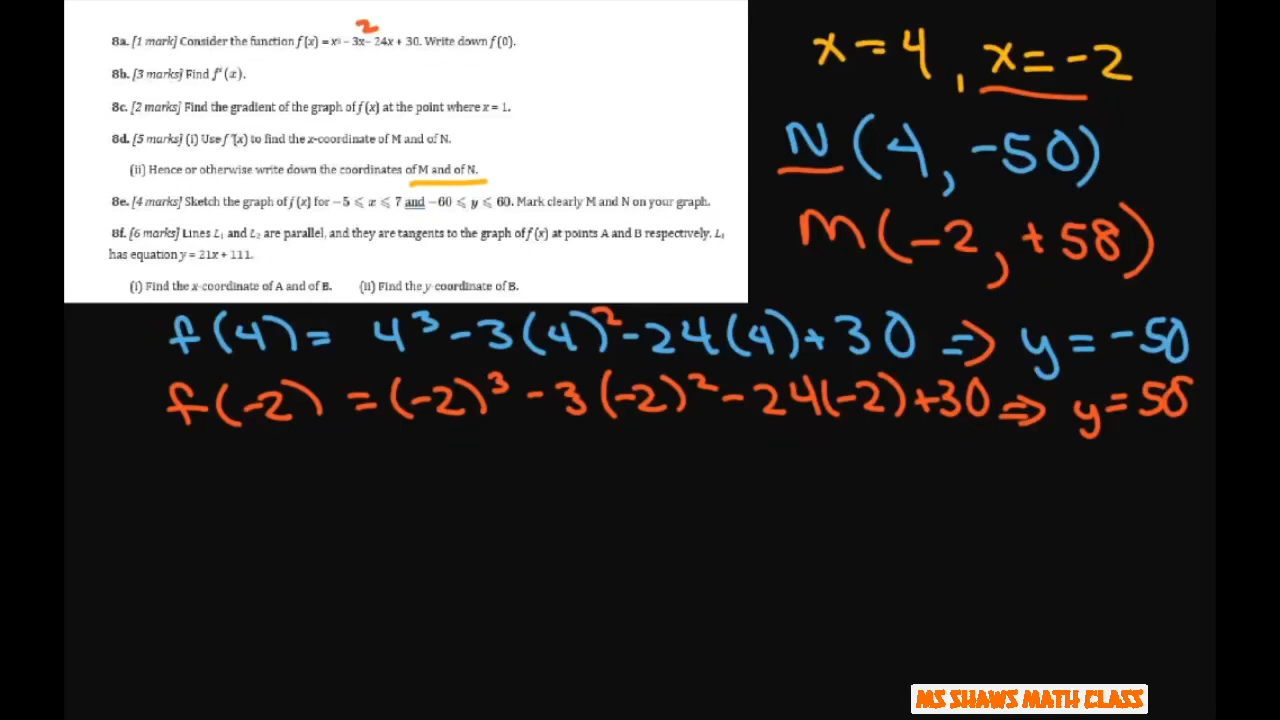 2
8a. [1 mark] Consider the function f(x) = x³ – 3x – 24x + 30. Write down f(0).
8b. [3 marks] Find f'(x).
8c. [2 marks] Find the gradient of the graph of f(x) at the point where x = 1.
8d. [5 marks] (i) Use f'(x) to find the x-coordinate of M and of N.
(ii) Hence or otherwise write down the coordinates of M and of N.
8e. [4 marks] Sketch the graph of f(x) for −5 ⩽ x ⩽ 7 and −60 ⩽ y ⩽ 60. Mark clearly M and N on your graph.
8f. [6 marks] Lines L₁ and L₂ are parallel, and they are tangents to the graph of f(x) at points A and B respectively. L₁
has equation y = 21x + 111.
(i) Find the x-coordinate of A and of B. (ii) Find the y-coordinate of B.
x = 4, x = -2
N (4, -50)
M (-2, +58)
f(4) = 4³ - 3(4)² - 24(4) + 30 ⇒ y = -50
f(-2) = (-2)³ - 3(-2)² - 24(-2) + 30 ⇒ y = 58
MS SHAWS MATH CLASS